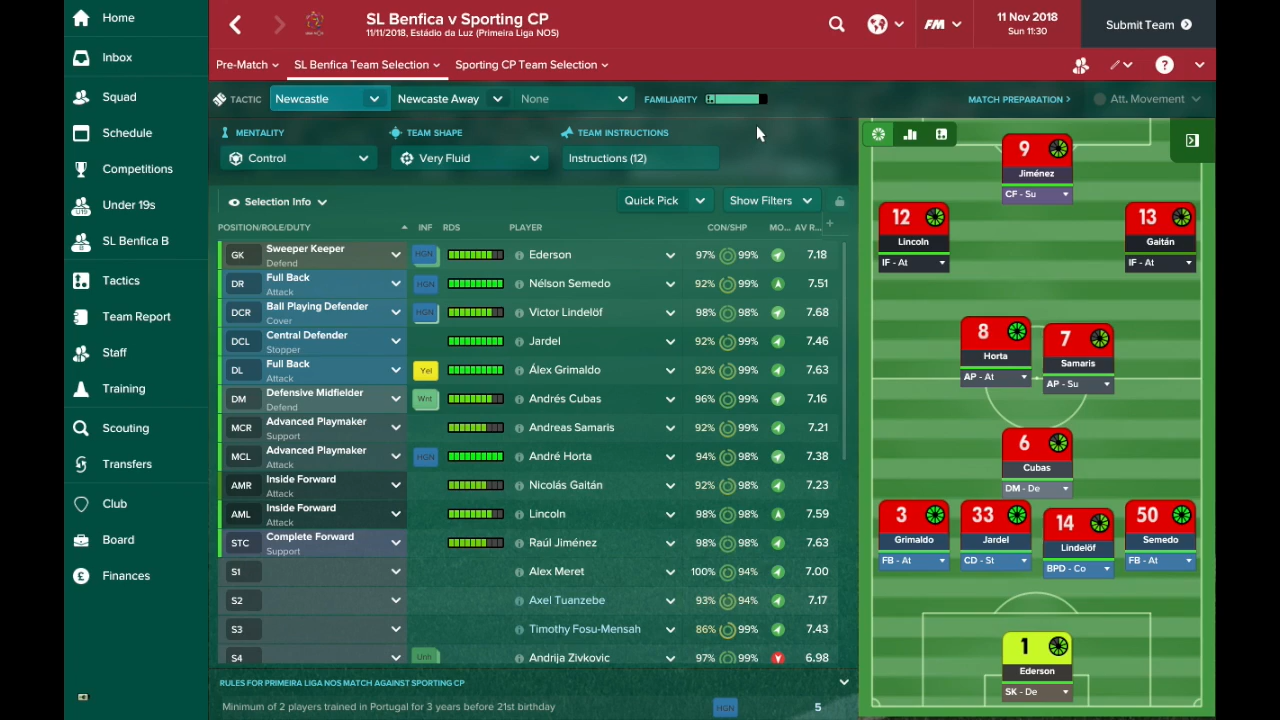 Home
Inbox
Squad
Schedule
Competitions
U19
Under 19s
B
SL Benfica B
Tactics
Team Report
Staff
Training
Scouting
Transfers
Club
Board
Finances
SL Benfica v Sporting CP
11/11/2018, Estádio da Luz (Primeira Liga NOS)
FM
11 Nov 2018
Sun 11:30
Submit Team
Pre-Match
SL Benfica Team Selection
Sporting CP Team Selection
?
TACTIC
Newcastle
Newcaste Away
None
FAMILIARITY
MATCH PREPARATION >
Att. Movement
MENTALITY
TEAM SHAPE
TEAM INSTRUCTIONS
Control
Very Fluid
Instructions (12)
Selection Info
Quick Pick
Show Filters
POSITION/ROLE/DUTY INF RDS PLAYER CON/SHP MO... AV R... +
GK Sweeper Keeper Defend HGN Ederson 97% 99% 7.18
DR Full Back Attack HGN Nélson Semedo 92% 99% 7.51
DCR Ball Playing Defender Cover HGN Victor Lindelöf 98% 98% 7.68
DCL Central Defender Stopper Jardel 92% 99% 7.46
DL Full Back Attack Yel Álex Grimaldo 92% 99% 7.63
DM Defensive Midfielder Defend Wnt Andrés Cubas 96% 99% 7.16
MCR Advanced Playmaker Support Andreas Samaris 92% 99% 7.21
MCL Advanced Playmaker Attack HGN André Horta 94% 98% 7.38
AMR Inside Forward Attack Nicolás Gaitán 92% 98% 7.23
AML Inside Forward Attack Lincoln 98% 98% 7.59
STC Complete Forward Support Raúl Jiménez 98% 98% 7.63
S1 Alex Meret 100% 94% 7.00
S2 Axel Tuanzebe 93% 94% 7.17
S3 Timothy Fosu-Mensah 86% 99% 7.43
S4 Unh Andrija Zivkovic 97% 99% 6.98
RULES FOR PRIMEIRA LIGA NOS MATCH AGAINST SPORTING CP
Minimum of 2 players trained in Portugal for 3 years before 21st birthday HGN 5
9
Jiménez
CF - Su
12
Lincoln
IF - At
13
Gaitán
IF - At
8
Horta
AP - At
7
Samaris
AP - Su
6
Cubas
DM - De
3
Grimaldo
FB - At
33
Jardel
CD - St
14
Lindelöf
BPD - Co
50
Semedo
FB - At
1
Ederson
SK - De